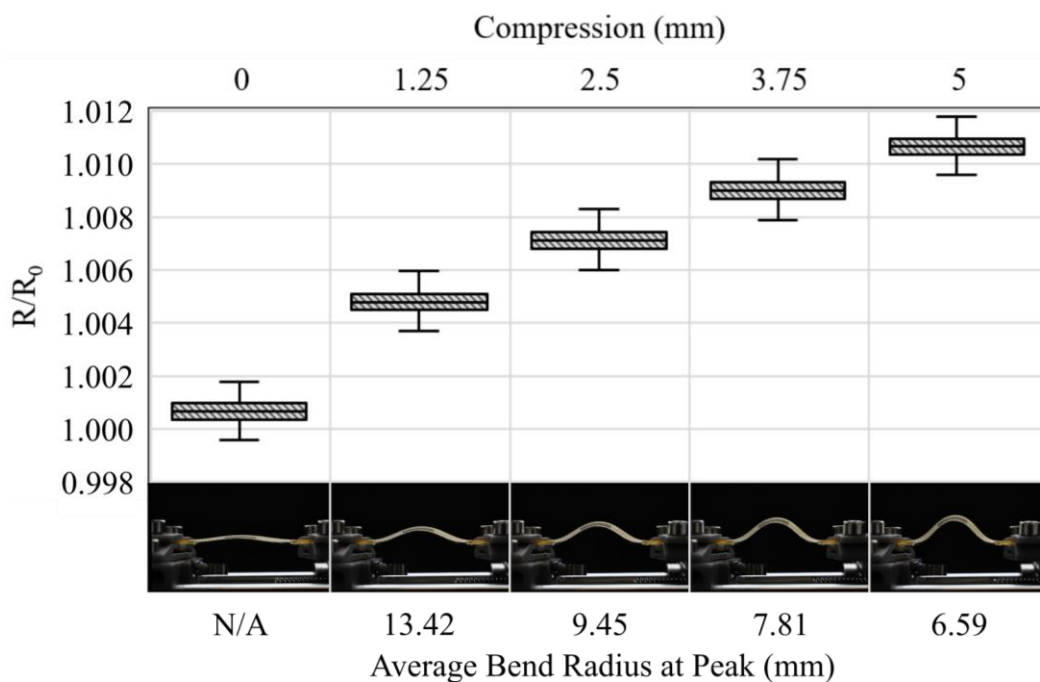 Compression (mm)
0 1.25 2.5 3.75 5
R/R₀
1.012
1.010
1.008
1.006
1.004
1.002
1.000
0.998
N/A 13.42 9.45 7.81 6.59
Average Bend Radius at Peak (mm)